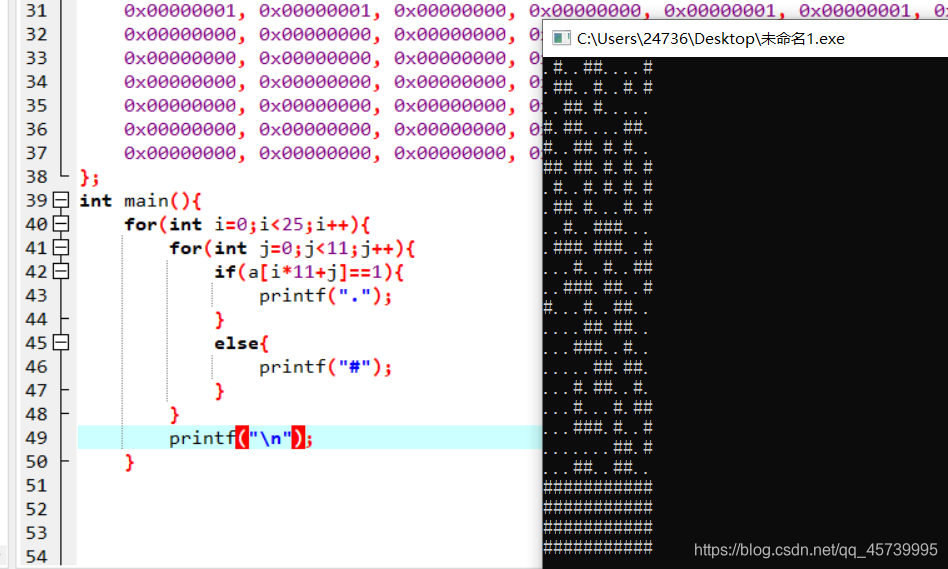 31 0x00000001, 0x00000001, 0x00000000, 0x00000000, 0x00000001, 0x00000001, 0
32 0x00000000, 0x00000000, 0x00000000, 0
33 0x00000000, 0x00000000, 0x00000000, 0
34 0x00000000, 0x00000000, 0x00000000, 0
35 0x00000000, 0x00000000, 0x00000000, 0
36 0x00000000, 0x00000000, 0x00000000, 0
37 0x00000000, 0x00000000, 0x00000000, 0
38 };
39 int main(){
40 for(int i=0;i<25;i++){
41 for(int j=0;j<11;j++){
42 if(a[i*11+j]==1){
43 printf(".");
44 }
45 else{
46 printf("#");
47 }
48 }
49 printf("\n");
50 }
51
52
53
54
C:\Users\24736\Desktop\未命名1.exe
.#..##....#
.##..#..#.#
..##.#.....
#.##....##.
#..##.#.#..
##.##.#.#.#
.#.#..#.#.#
.##.#...#.#
..#..###...
.###.###..#
...#..#..##
..###.##..#
#...#..##..
....##.##..
...###..#..
.....##.##.
...#.##..#.
...#...#.##
...###.#..#
.......##.#
...##..##..
###########
###########
###########
###########
https://blog.csdn.net/qq_45739995